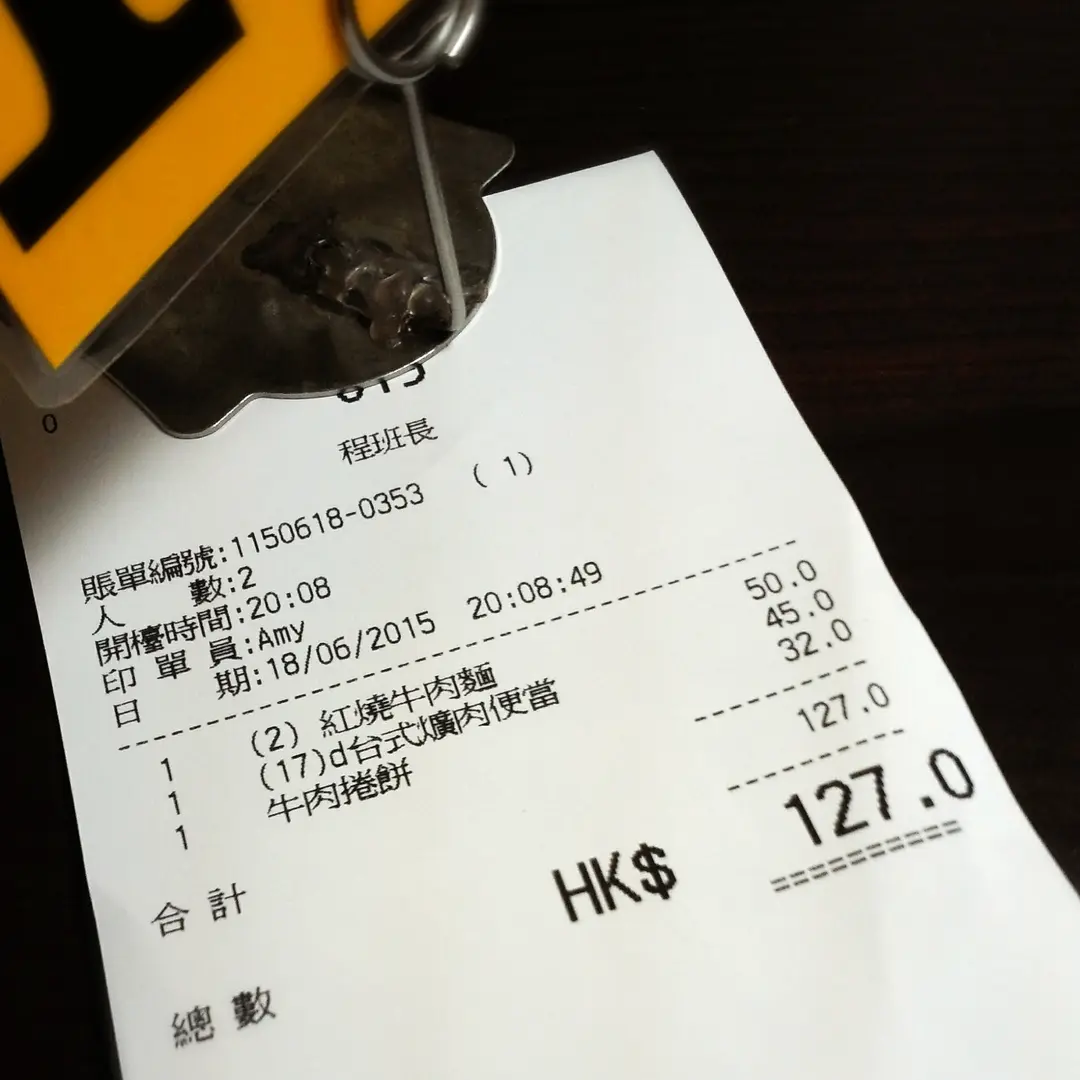 0
程班長
賬單編號:1150618-0353 ( 1)
人 數:2
開檯時間:20:08
印 單 員:Amy
日 期:18/06/2015 20:08:49
1 (2) 紅燒牛肉麵 50.0
1 (17)d台式爌肉便當 45.0
1 牛肉捲餅 32.0
合 計 127.0
總 數 HK$ 127.0